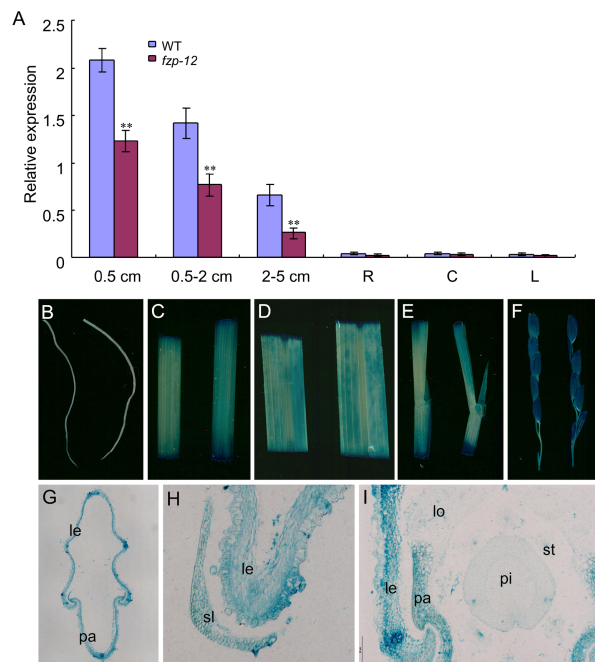 A
WT
fzp-12
Relative expression
2.5
2
1.5
1
0.5
0
**
**
**
0.5 cm 0.5-2 cm 2-5 cm R C L
B C D E F
G
le
pa
H
le
sl
I
lo
st
le
pa
pi